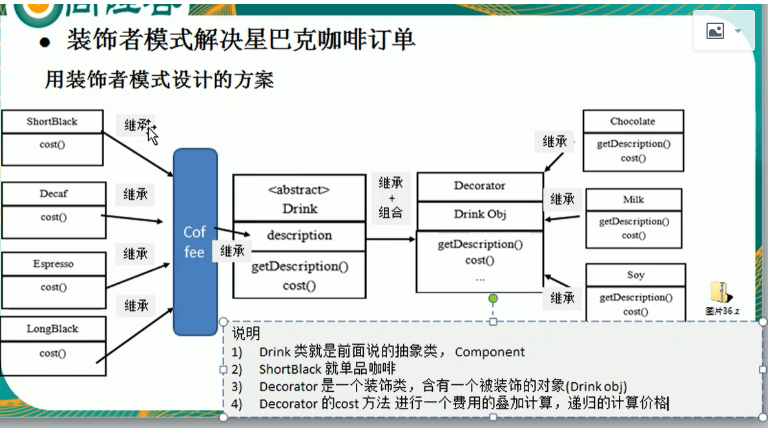 装饰者模式解决星巴克咖啡订单
用装饰者模式设计的方案
ShortBlack
cost()
继承
Decaf
cost()
继承
Espresso
cost()
继承
LongBlack
cost()
继承
Cof
fee
继承
<abstract>
Drink
description
getDescription()
cost()
继承
+
组合
Decorator
Drink Obj
getDescription()
cost()
...
继承
Chocolate
getDescription()
cost()
继承
Milk
getDescription()
cost()
继承
Soy
getDescription()
cost()
图片36.z
说明
1) Drink 类就是前面说的抽象类， Component
2) ShortBlack 就单品咖啡
3) Decorator 是一个装饰类，含有一个被装饰的对象(Drink obj)
4) Decorator 的cost 方法 进行一个费用的叠加计算，递归的计算价格